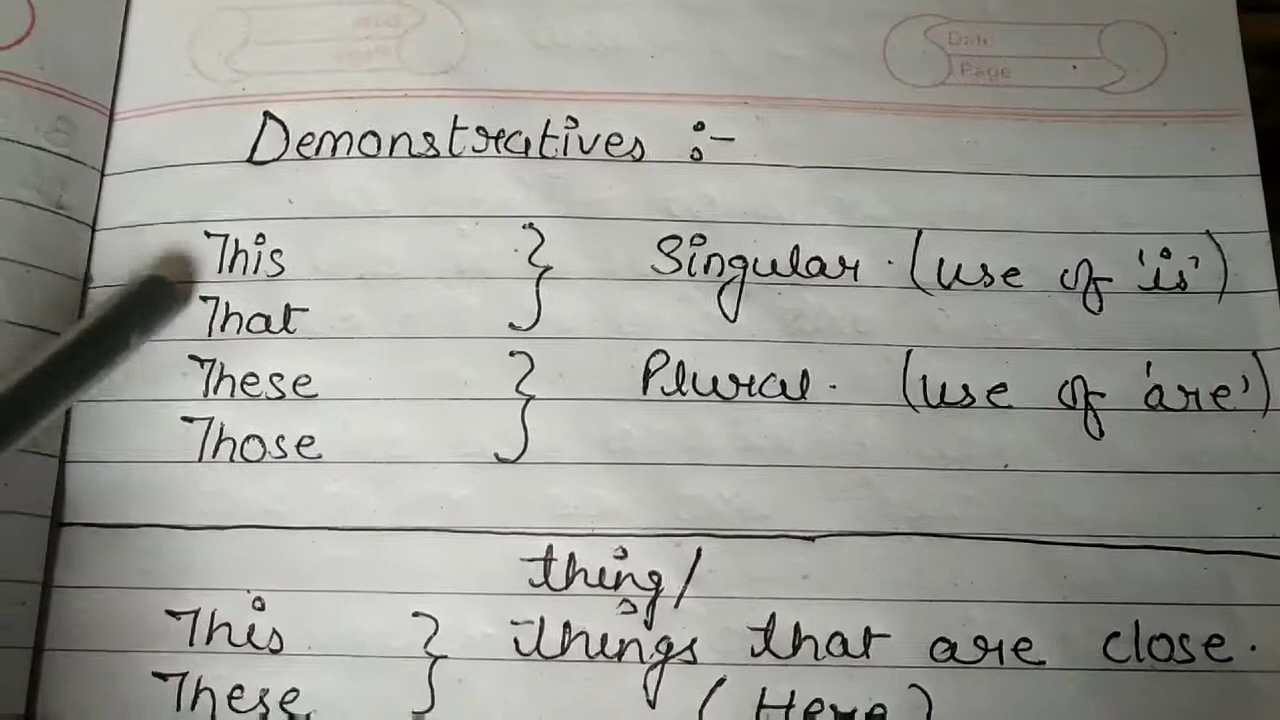 Date
Page
Demonstratives :-
This } Singular. (use of 'is')
That
These } Plural. (use of 'are')
Those
thing/
This } things that are close.
These (Here)